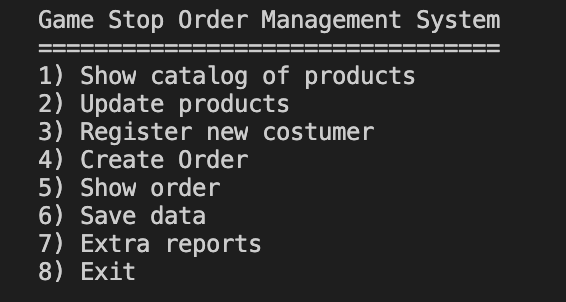 Game Stop Order Management System
=================================
1) Show catalog of products
2) Update products
3) Register new costumer
4) Create Order
5) Show order
6) Save data
7) Extra reports
8) Exit